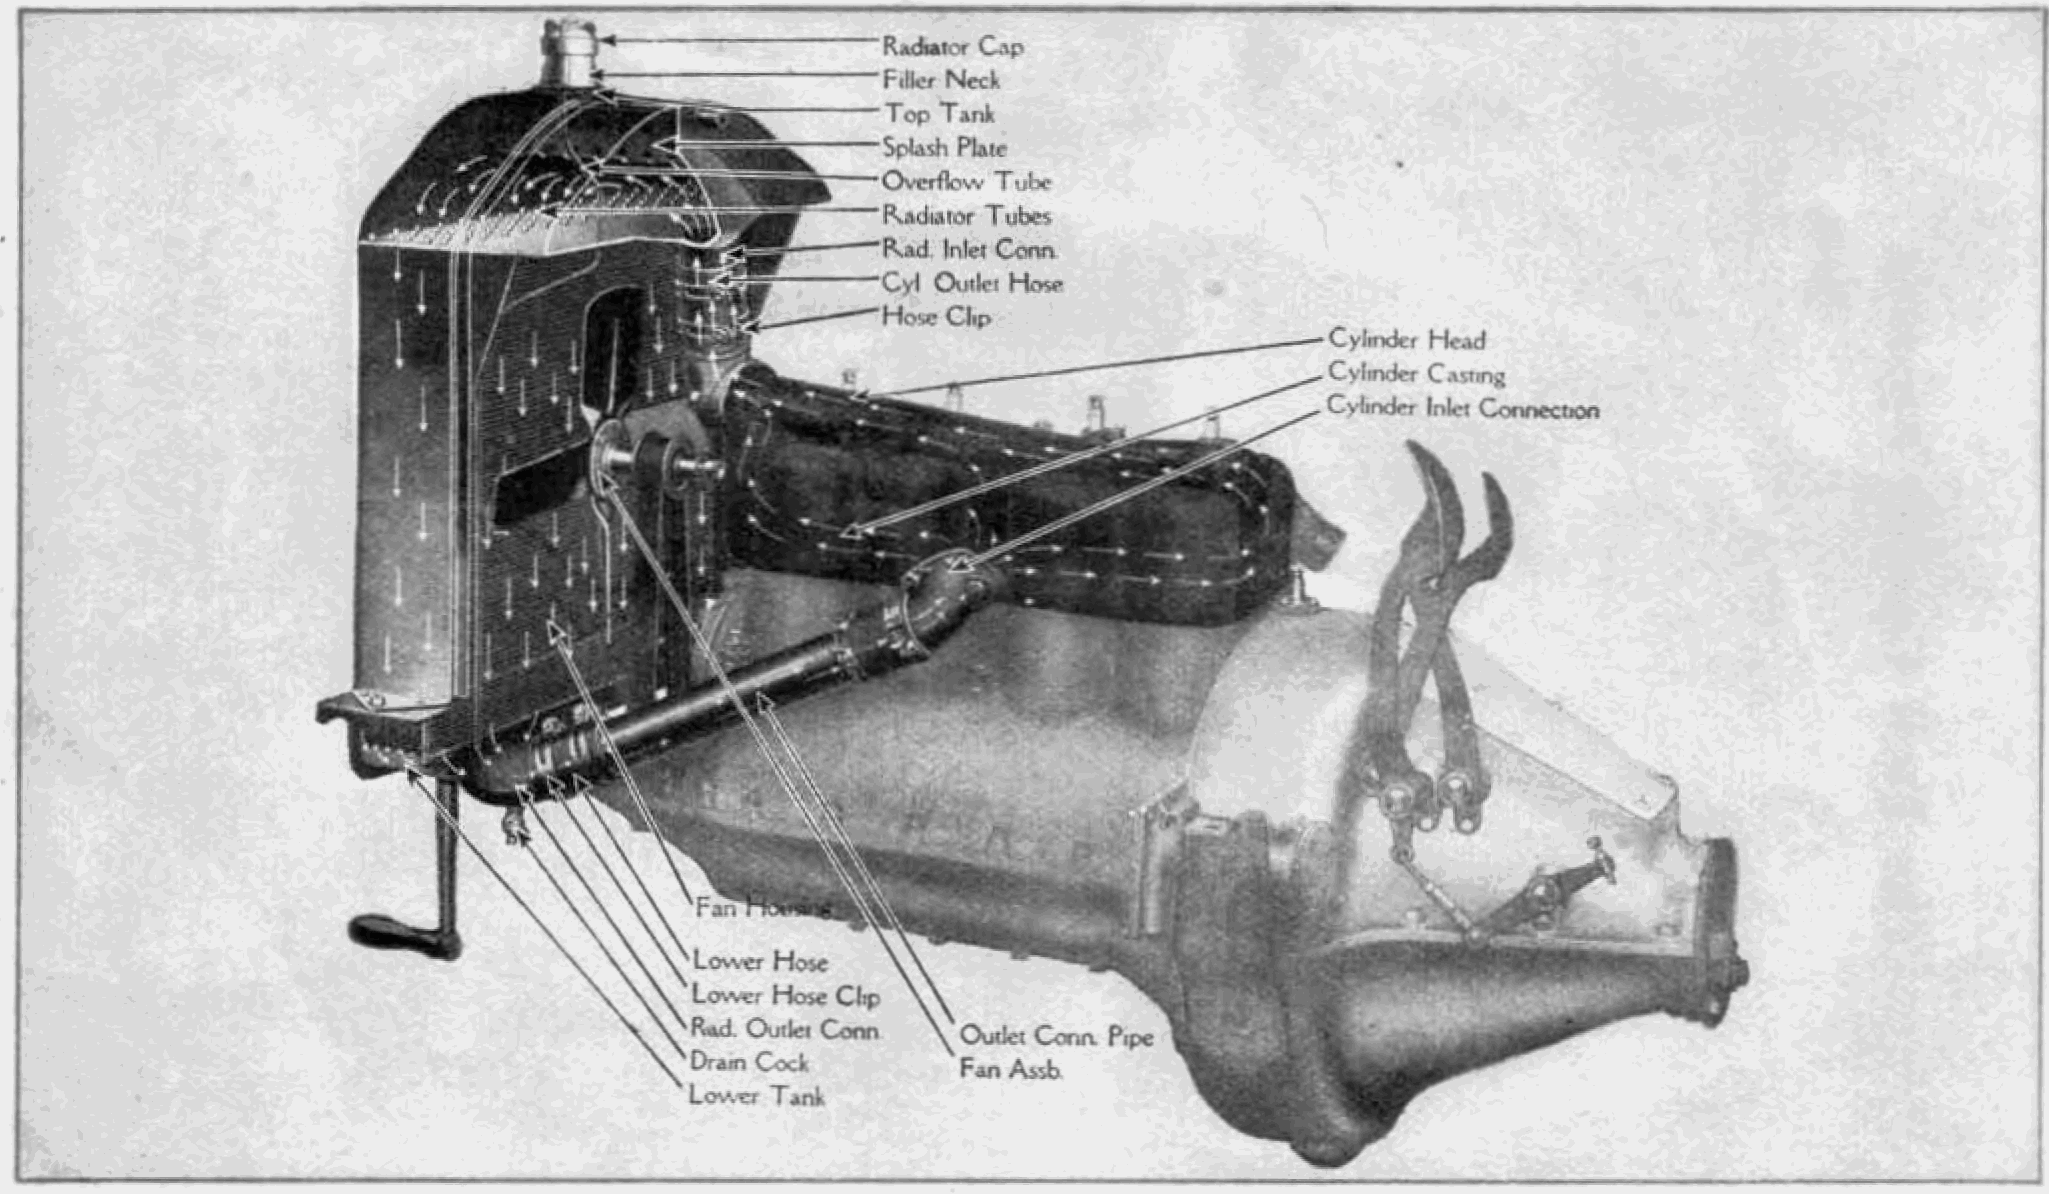 Radiator Cap
Filler Neck
Top Tank
Splash Plate
Overflow Tube
Radiator Tubes
Rad. Inlet Conn.
Cyl Outlet Hose
Hose Clip
Cylinder Head
Cylinder Casting
Cylinder Inlet Connection
Fan Housing
Lower Hose
Lower Hose Clip
Rad. Outlet Conn.
Drain Cock
Lower Tank
Outlet Conn. Pipe
Fan Assb.